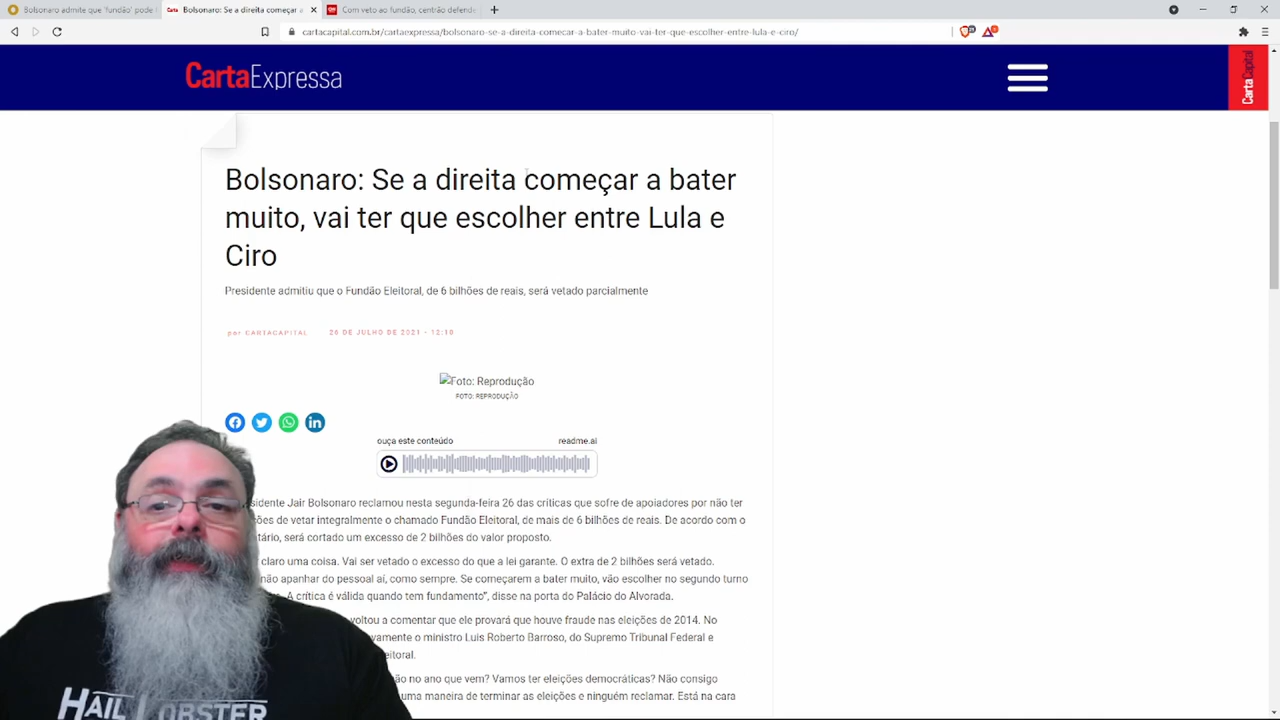 Bolsonaro admite que 'fundão' pode
Carta Bolsonaro: Se a direita começar a
Com veto ao fundão, centrão defend
cartacapital.com.br/cartaexpressa/bolsonaro-se-a-direita-comecar-a-bater-muito-vai-ter-que-escolher-entre-lula-e-ciro/
CartaExpressa
CartaCapital
Bolsonaro: Se a direita começar a bater
muito, vai ter que escolher entre Lula e
Ciro
Presidente admitiu que o Fundão Eleitoral, de 6 bilhões de reais, será vetado parcialmente
por CARTACAPITAL 26 DE JULHO DE 2021 - 12:10
Foto: Reprodução
FOTO: REPRODUÇÃO
ouça este conteúdo readme.ai
sidente Jair Bolsonaro reclamou nesta segunda-feira 26 das críticas que sofre de apoiadores por não ter
ões de vetar integralmente o chamado Fundão Eleitoral, de mais de 6 bilhões de reais. De acordo com o
tário, será cortado um excesso de 2 bilhões do valor proposto.
claro uma coisa. Vai ser vetado o excesso do que a lei garante. O extra de 2 bilhões será vetado.
não apanhar do pessoal aí, como sempre. Se começarem a bater muito, vão escolher no segundo turno
A crítica é válida quando tem fundamento", disse na porta do Palácio do Alvorada.
voltou a comentar que ele provará que houve fraude nas eleições de 2014. No
vamente o ministro Luis Roberto Barroso, do Supremo Tribunal Federal e
eitoral.
ção no ano que vem? Vamos ter eleições democráticas? Não consigo
uma maneira de terminar as eleições e ninguém reclamar. Está na cara
HAIL LOBSTER